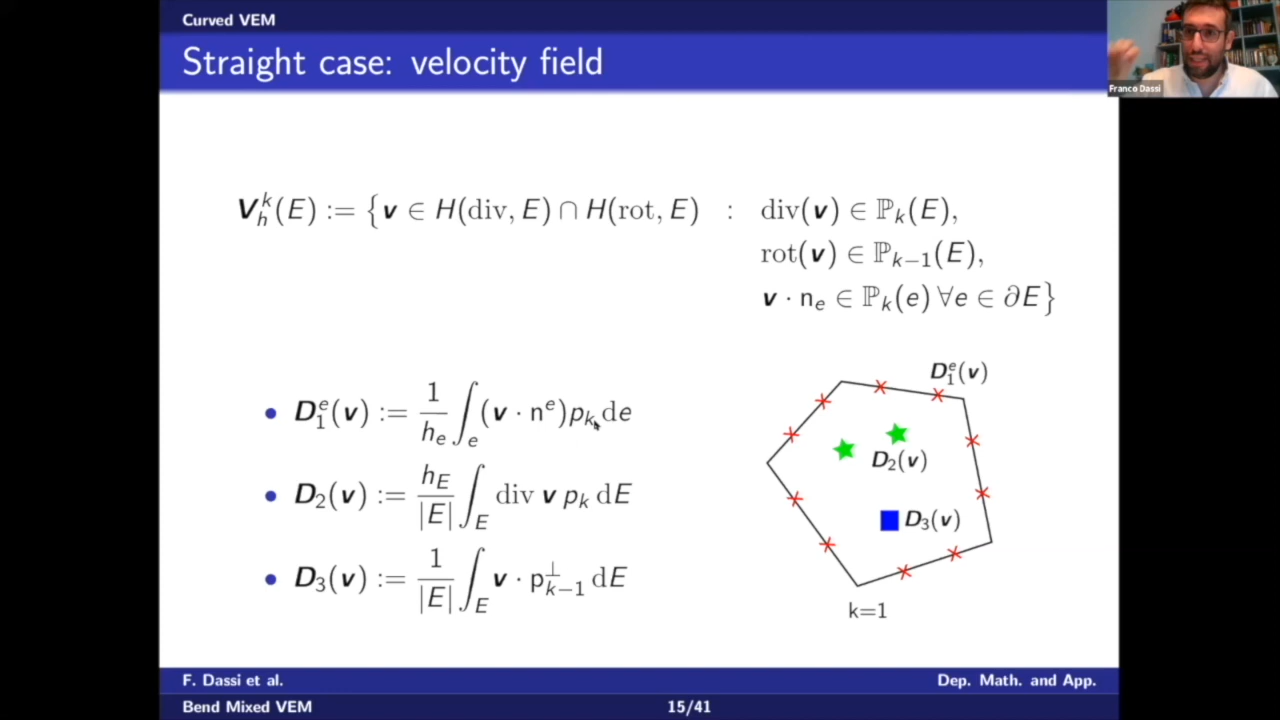 Curved VEM
Straight case: velocity field
Franco Dassi
V_h^k(E) := {v ∈ H(div, E) ∩ H(rot, E) : div(v) ∈ ℙ_k(E),
rot(v) ∈ ℙ_{k−1}(E),
v · n_e ∈ ℙ_k(e) ∀e ∈ ∂E}
• D_1^e(v) := 1/h_e ∫_e (v · n^e)p_k de
• D_2(v) := h_E/|E| ∫_E div v p_k dE
• D_3(v) := 1/|E| ∫_E v · p_{k−1}^⊥ dE
D_1^e(v)
D_2(v)
D_3(v)
k=1
F. Dassi et al. Dep. Math. and App.
Bend Mixed VEM 15/41